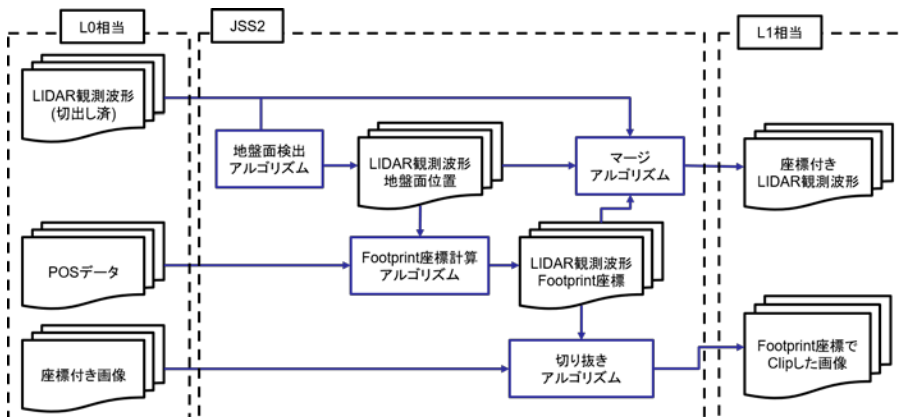 L0相当
JSS2
L1相当
LIDAR観測波形
(切出し済)
地盤面検出
アルゴリズム
LIDAR観測波形
地盤面位置
マージ
アルゴリズム
座標付き
LIDAR観測波形
POSデータ
Footprint座標計算
アルゴリズム
LIDAR観測波形
Footprint座標
座標付き画像
切り抜き
アルゴリズム
Footprint座標で
Clipした画像